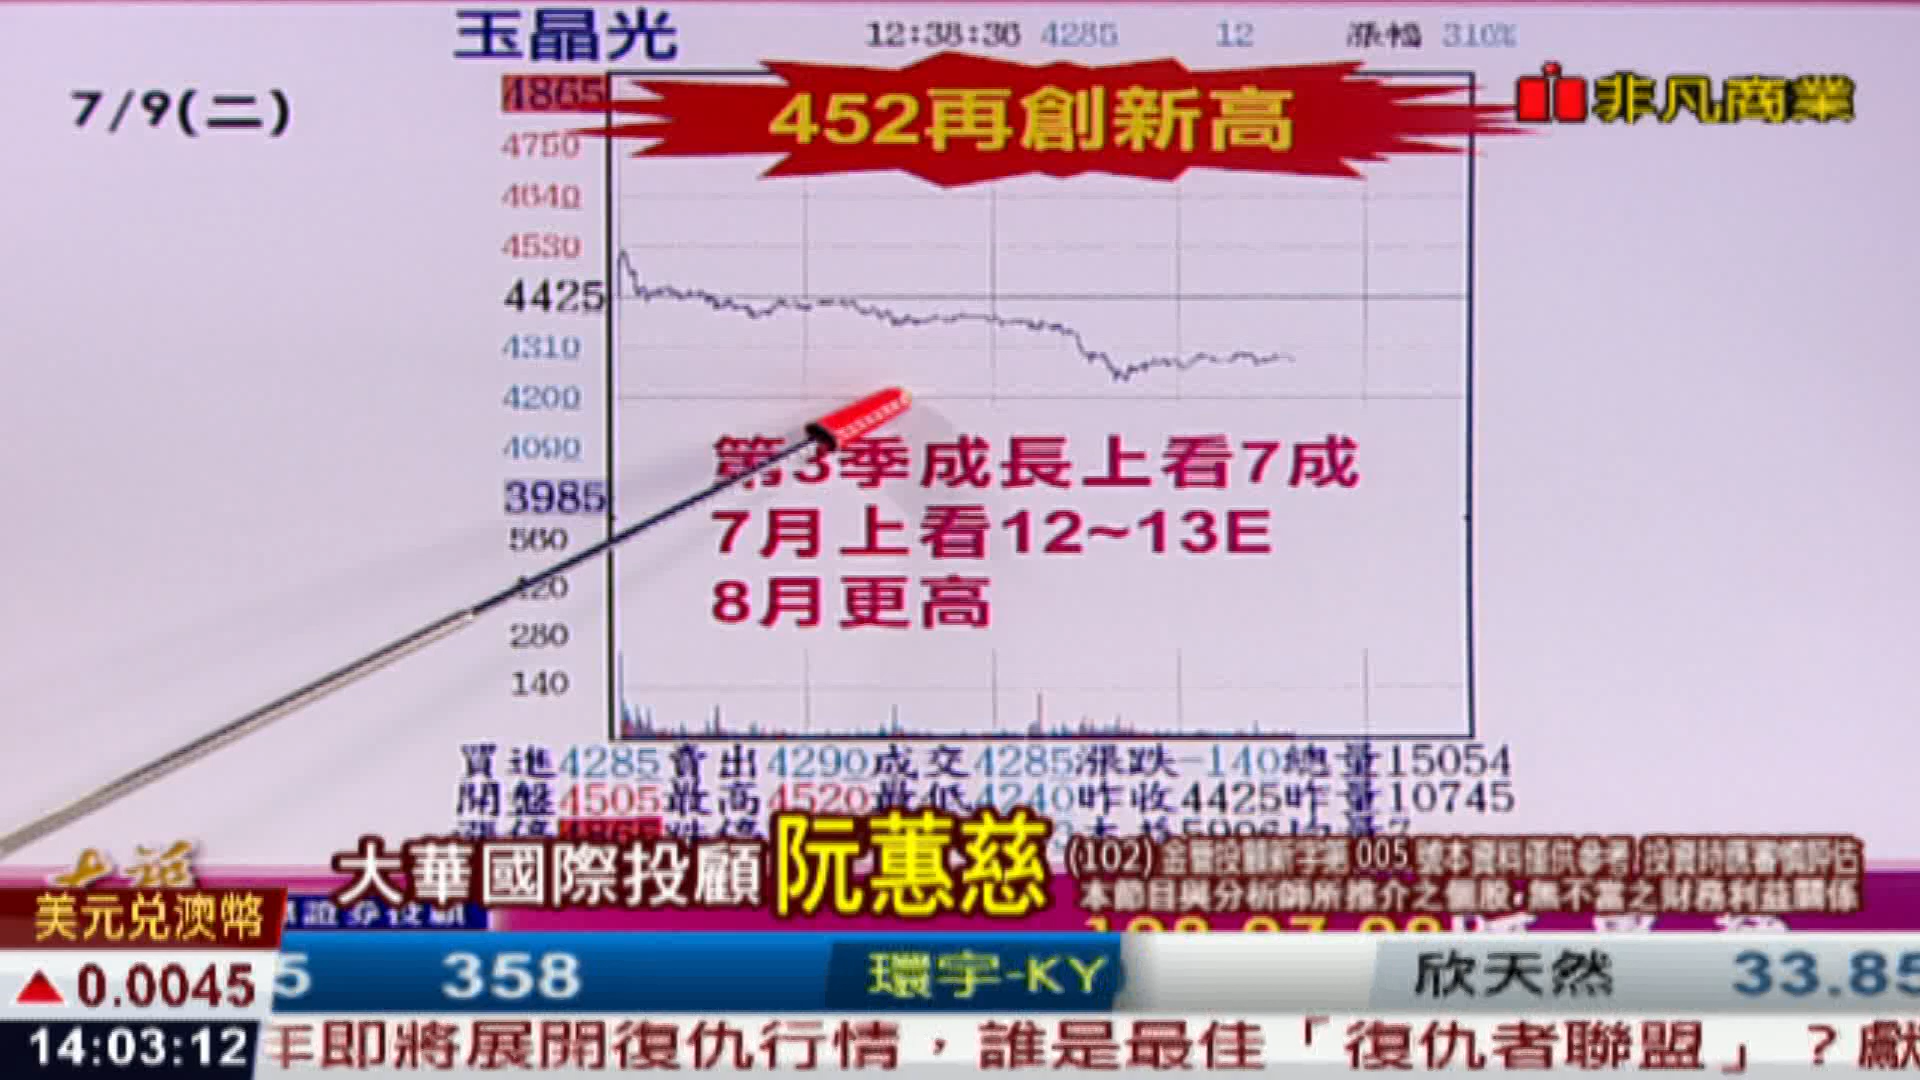 玉晶光
12:38:36 4285 12 漲幅 310%
7/9(二)
452再創新高
非凡商業
4865
4750
4640
4530
4425
4310
4200
4090
3985
560
420
280
140
第3季成長上看7成
7月上看12~13E
8月更高
買進4285賣出4290成交4285漲跌-140總量15054
開盤4505最高4520最低4240昨收4425昨量10745
大華國際投顧 阮蕙慈
(102)金管投顧新字第005號本資料僅供參考,投資時應審慎評估
本節目與分析師所推介之個股,無不當之財務利益關係
美元兌澳幣
證券投顧
▲0.0045
5 358 環宇-KY 欣天然 33.85
14:03:12
年即將展開復仇行情,誰是最佳「復仇者聯盟」?獻